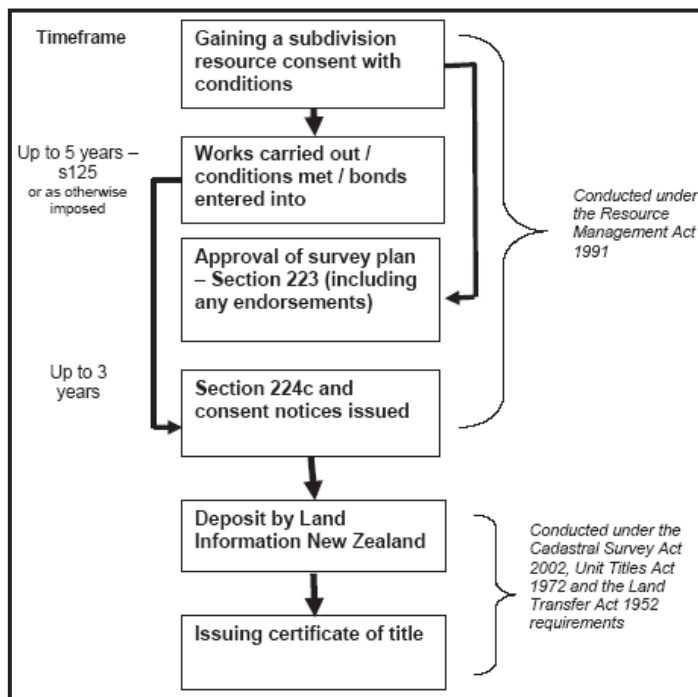 Timeframe
Gaining a subdivision
resource consent with
conditions
Up to 5 years –
s125
or as otherwise
imposed
Works carried out /
conditions met / bonds
entered into
Conducted under
the Resource
Management Act
1991
Approval of survey plan
– Section 223 (including
any endorsements)
Up to 3
years
Section 224c and
consent notices issued
Deposit by Land
Information New Zealand
Conducted under the
Cadastral Survey Act
2002, Unit Titles Act
1972 and the Land
Transfer Act 1952
requirements
Issuing certificate of title